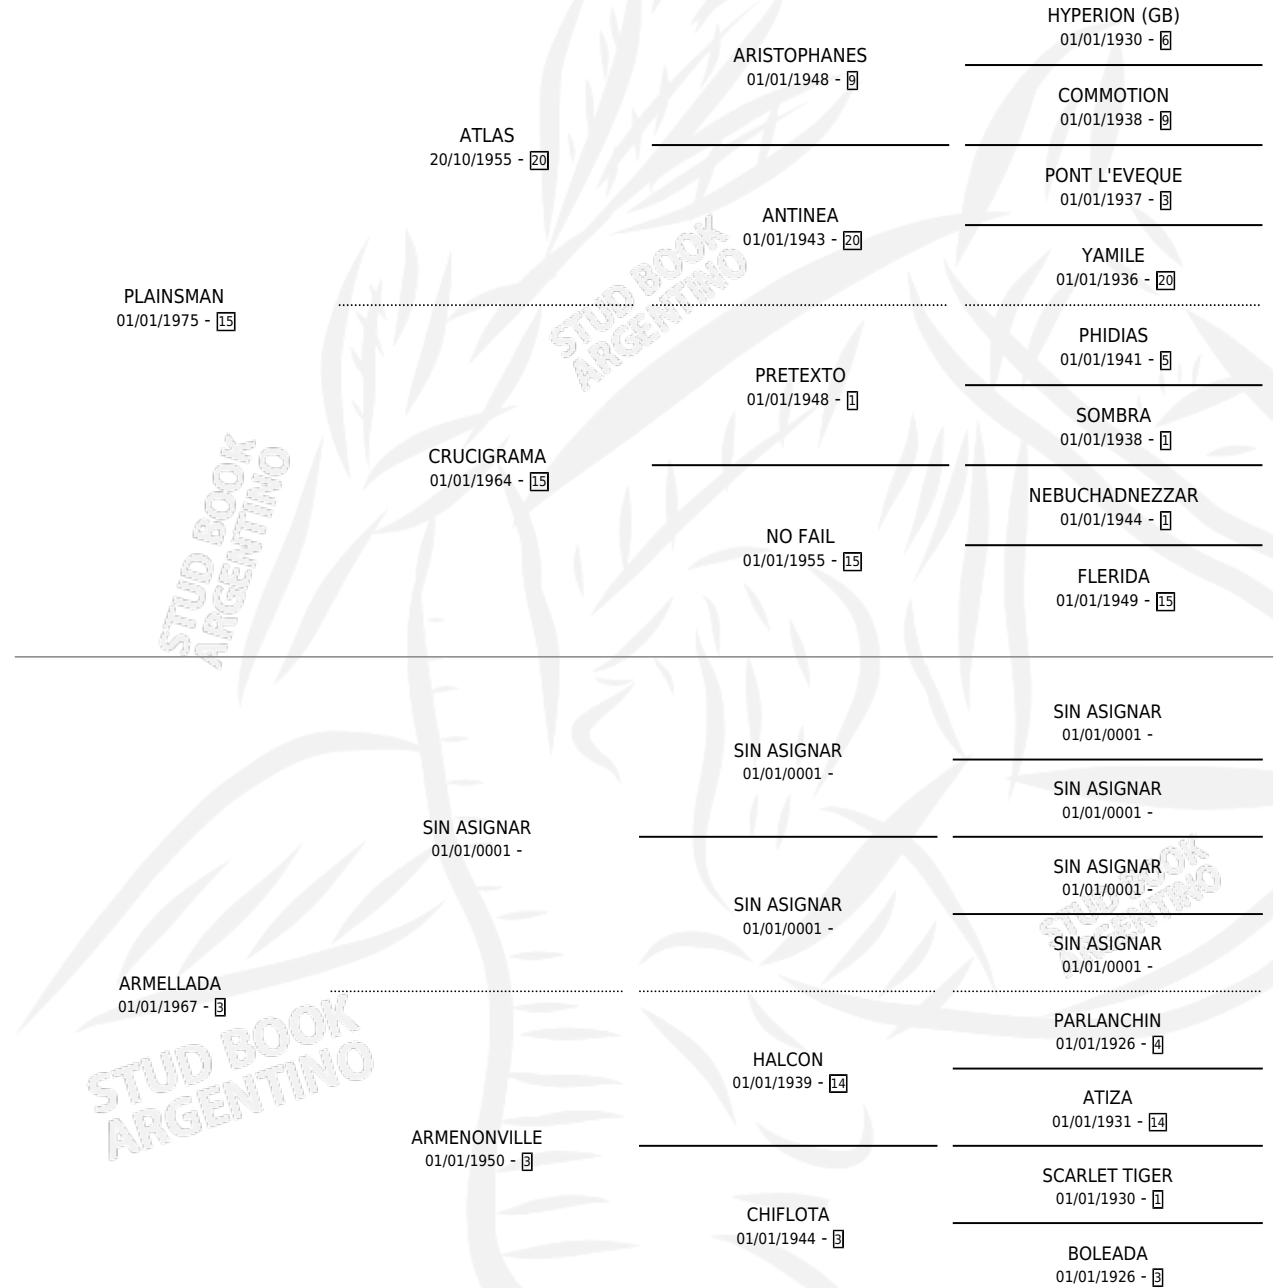 HYPERION (GB)
01/01/1930 - 6
ARISTOPHANES
01/01/1948 - 9
COMMOTION
01/01/1938 - 9
ATLAS
20/10/1955 - 20
PONT L'EVEQUE
01/01/1937 - 3
ANTINEA
01/01/1943 - 20
YAMILE
01/01/1936 - 20
PLAINSMAN
01/01/1975 - 15
PHIDIAS
01/01/1941 - 5
PRETEXTO
01/01/1948 - 1
SOMBRA
01/01/1938 - 1
CRUCIGRAMA
01/01/1964 - 15
NEBUCHADNEZZAR
01/01/1944 - 1
NO FAIL
01/01/1955 - 15
FLERIDA
01/01/1949 - 15
SIN ASIGNAR
01/01/0001 -
SIN ASIGNAR
01/01/0001 -
SIN ASIGNAR
01/01/0001 -
SIN ASIGNAR
01/01/0001 -
SIN ASIGNAR
01/01/0001 -
SIN ASIGNAR
01/01/0001 -
SIN ASIGNAR
01/01/0001 -
ARMELLADA
01/01/1967 - 3
PARLANCHIN
01/01/1926 - 4
HALCON
01/01/1939 - 14
ATIZA
01/01/1931 - 14
ARMENONVILLE
01/01/1950 - 3
SCARLET TIGER
01/01/1930 - 1
CHIFLOTA
01/01/1944 - 3
BOLEADA
01/01/1926 - 3
STUD BOOK
ARGENTINO
STUD BOOK
ARGENTINO
STUD BOOK
ARGENTINO
STUD BOOK
ARGENTINO